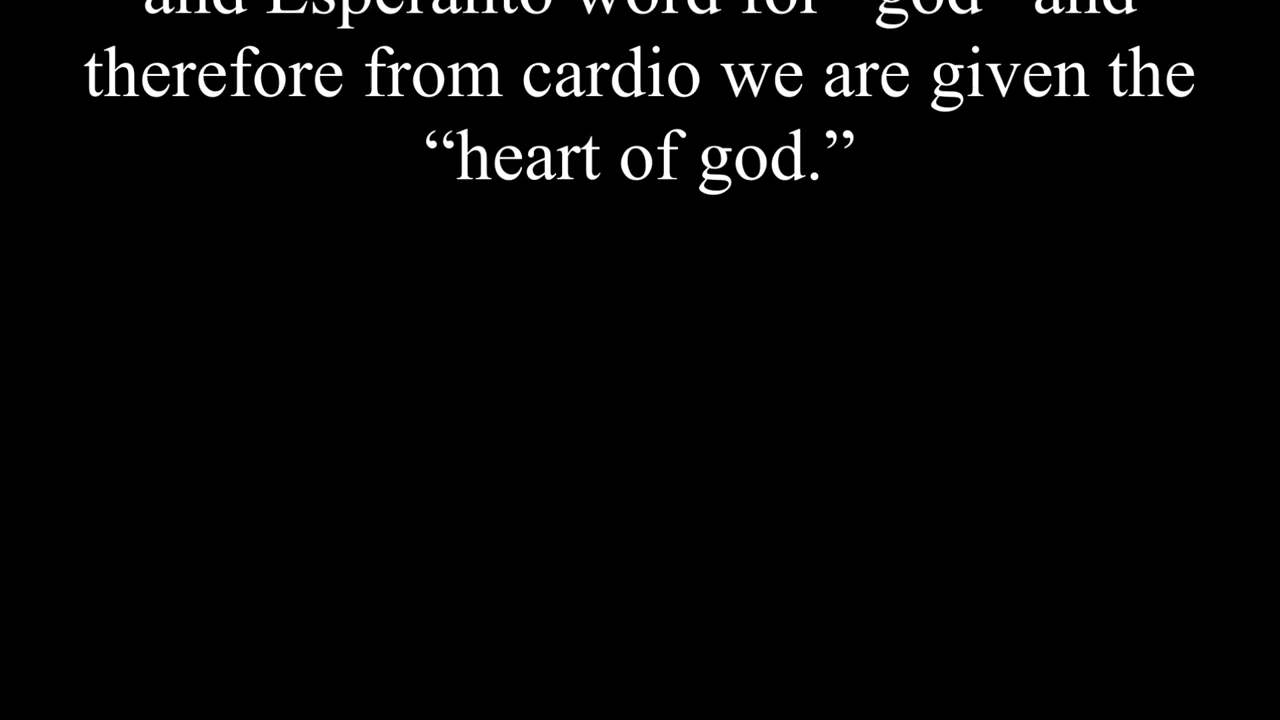 and Esperanto word for “god” and
therefore from cardio we are given the
“heart of god.”